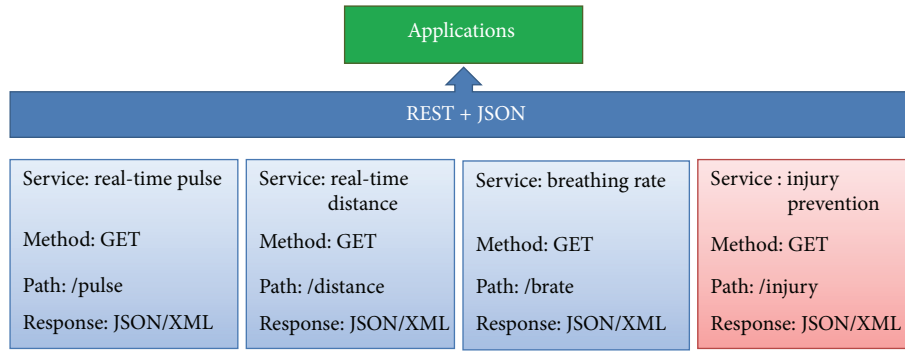 Applications
REST + JSON
Service: real-time pulse
Method: GET
Path: /pulse
Response: JSON/XML
Service: real-time
distance
Method: GET
Path: /distance
Response: JSON/XML
Service: breathing rate
Method: GET
Path: /brate
Response: JSON/XML
Service : injury
prevention
Method: GET
Path: /injury
Response: JSON/XML